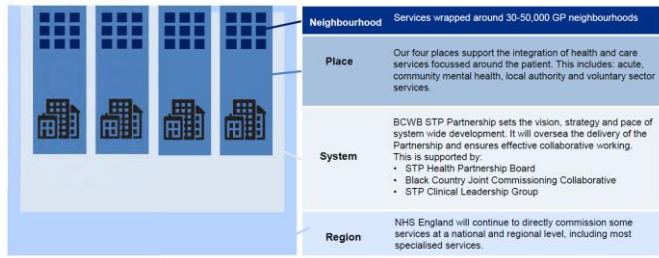 Neighbourhood
Services wrapped around 30-50,000 GP neighbourhoods
Place
Our four places support the integration of health and care
services focussed around the patient. This includes: acute,
community mental health, local authority and voluntary sector
services.
System
BCWB STP Partnership sets the vision, strategy and pace of
system wide development. It will oversea the delivery of the
Partnership and ensures effective collaborative working.
This is supported by:
• STP Health Partnership Board
• Black Country Joint Commissioning Collaborative
• STP Clinical Leadership Group
Region
NHS England will continue to directly commission some
services at a national and regional level, including most
specialised services.